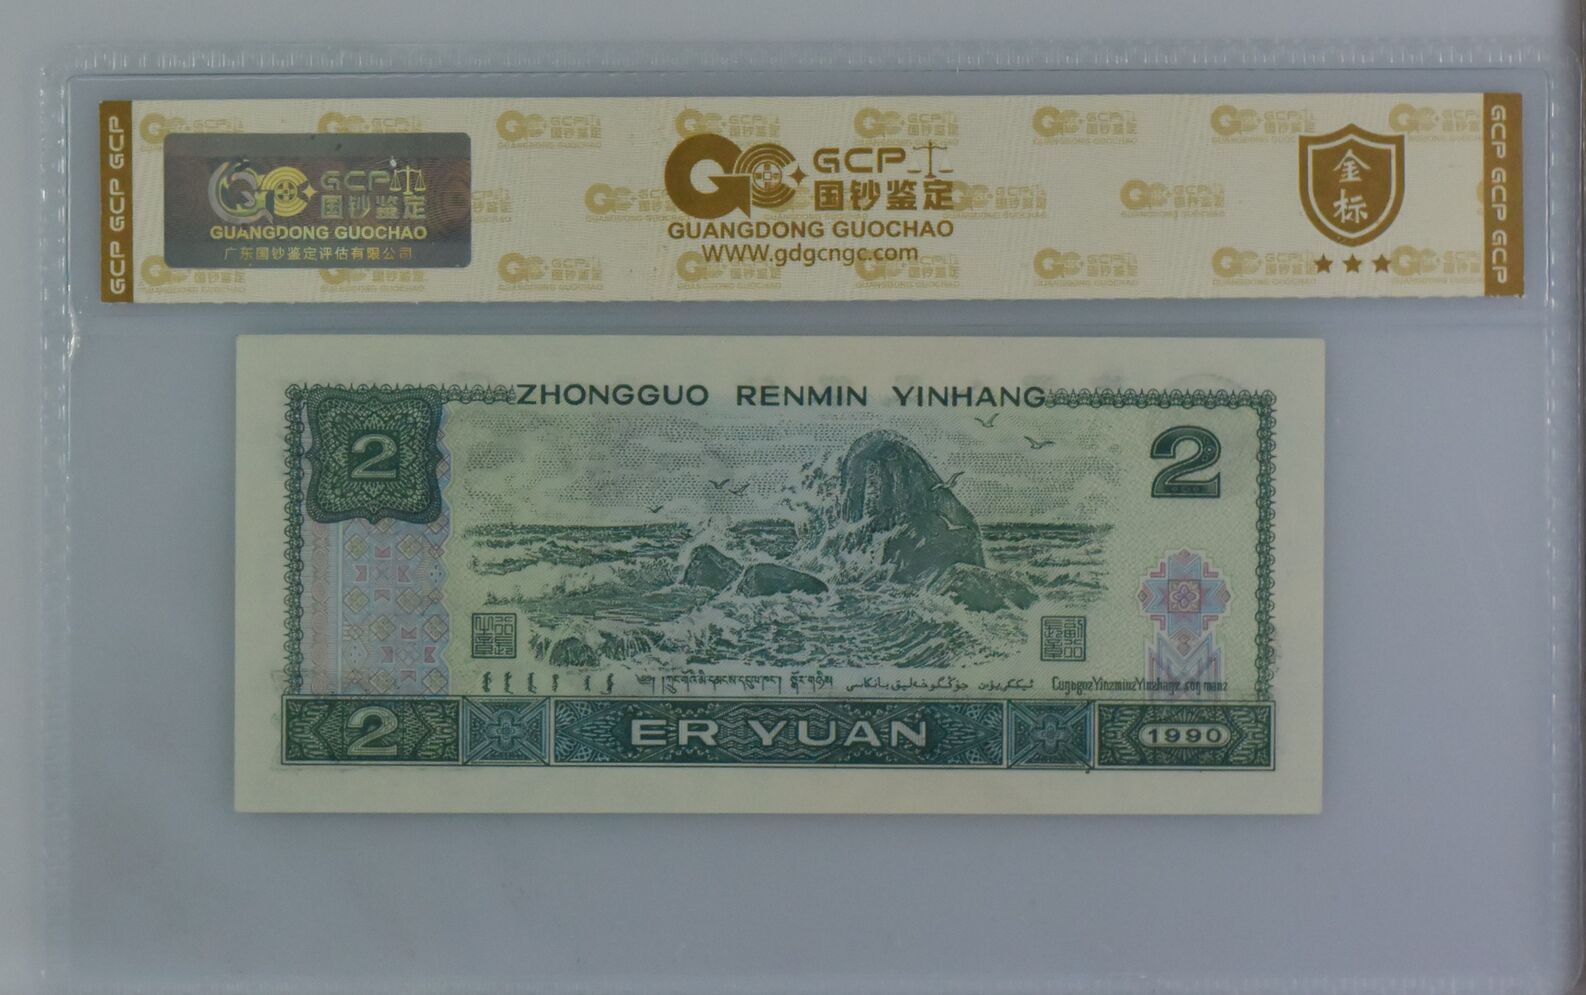 GCP GCP
GCP 国钞鉴定
GUANGDONG GUOCHAO
广东国钞鉴定评估有限公司
GCP
国钞鉴定
GUANGDONG GUOCHAO
WWW.gdgcngc.com
金标
GCP GCP
ZHONGGUO RENMIN YINHANG
2
2
2
ER YUAN
1990